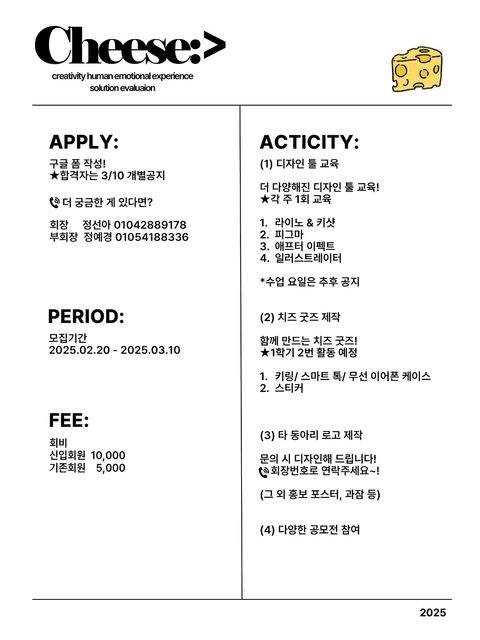 Cheese:>
creativity human emotional experience
solution evaluaion
APPLY:
구글 폼 작성!
★합격자는 3/10 개별공지
더 궁금한 게 있다면?
회장 정선아 01042889178
부회장 정예경 01054188336
PERIOD:
모집기간
2025.02.20 - 2025.03.10
FEE:
회비
신입회원 10,000
기존회원 5,000
ACTICITY:
(1) 디자인 툴 교육
더 다양해진 디자인 툴 교육!
★각 주 1회 교육
1. 라이노 & 키샷
2. 피그마
3. 애프터 이펙트
4. 일러스트레이터
*수업 요일은 추후 공지
(2) 치즈 굿즈 제작
함께 만드는 치즈 굿즈!
★1학기 2번 활동 예정
1. 키링/ 스마트 톡/ 무선 이어폰 케이스
2. 스티커
(3) 타 동아리 로고 제작
문의 시 디자인해 드립니다!
회장번호로 연락주세요~!
(그 외 홍보 포스터, 과잠 등)
(4) 다양한 공모전 참여
2025